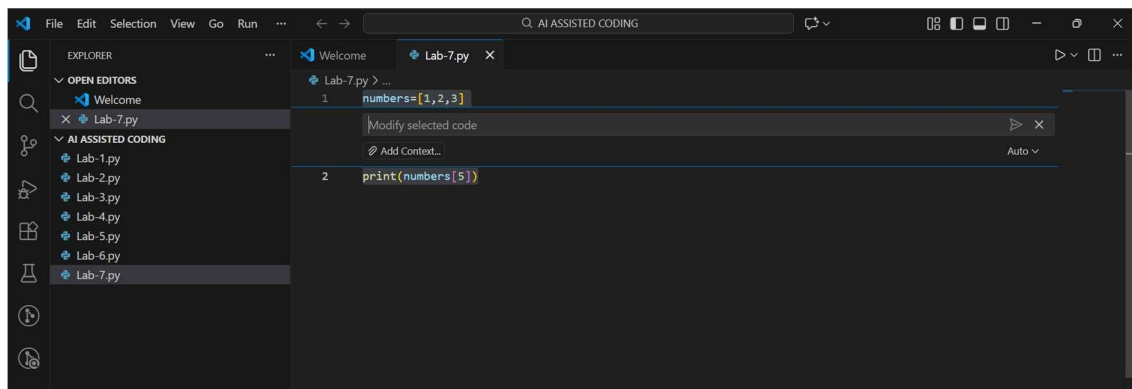 File Edit Selection View Go Run ···
AI ASSISTED CODING
EXPLORER ···
OPEN EDITORS
Welcome
Lab-7.py
AI ASSISTED CODING
Lab-1.py
Lab-2.py
Lab-3.py
Lab-4.py
Lab-5.py
Lab-6.py
Lab-7.py
Welcome Lab-7.py
Lab-7.py > ...
1 numbers=[1,2,3]
Modify selected code
Add Context...
Auto
2 print(numbers[5])